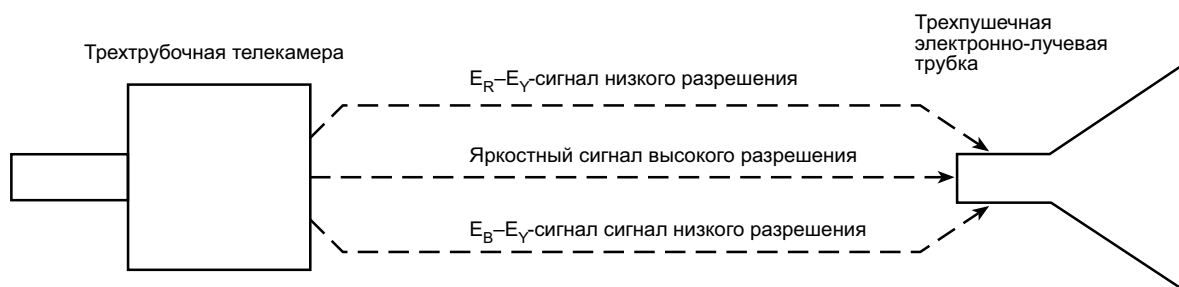 Трехтрубочная телекамера
Трехпушечная
электронно-лучевая
трубка
E_R–E_Y-сигнал низкого разрешения
Яркостный сигнал высокого разрешения
E_B–E_Y-сигнал сигнал низкого разрешения